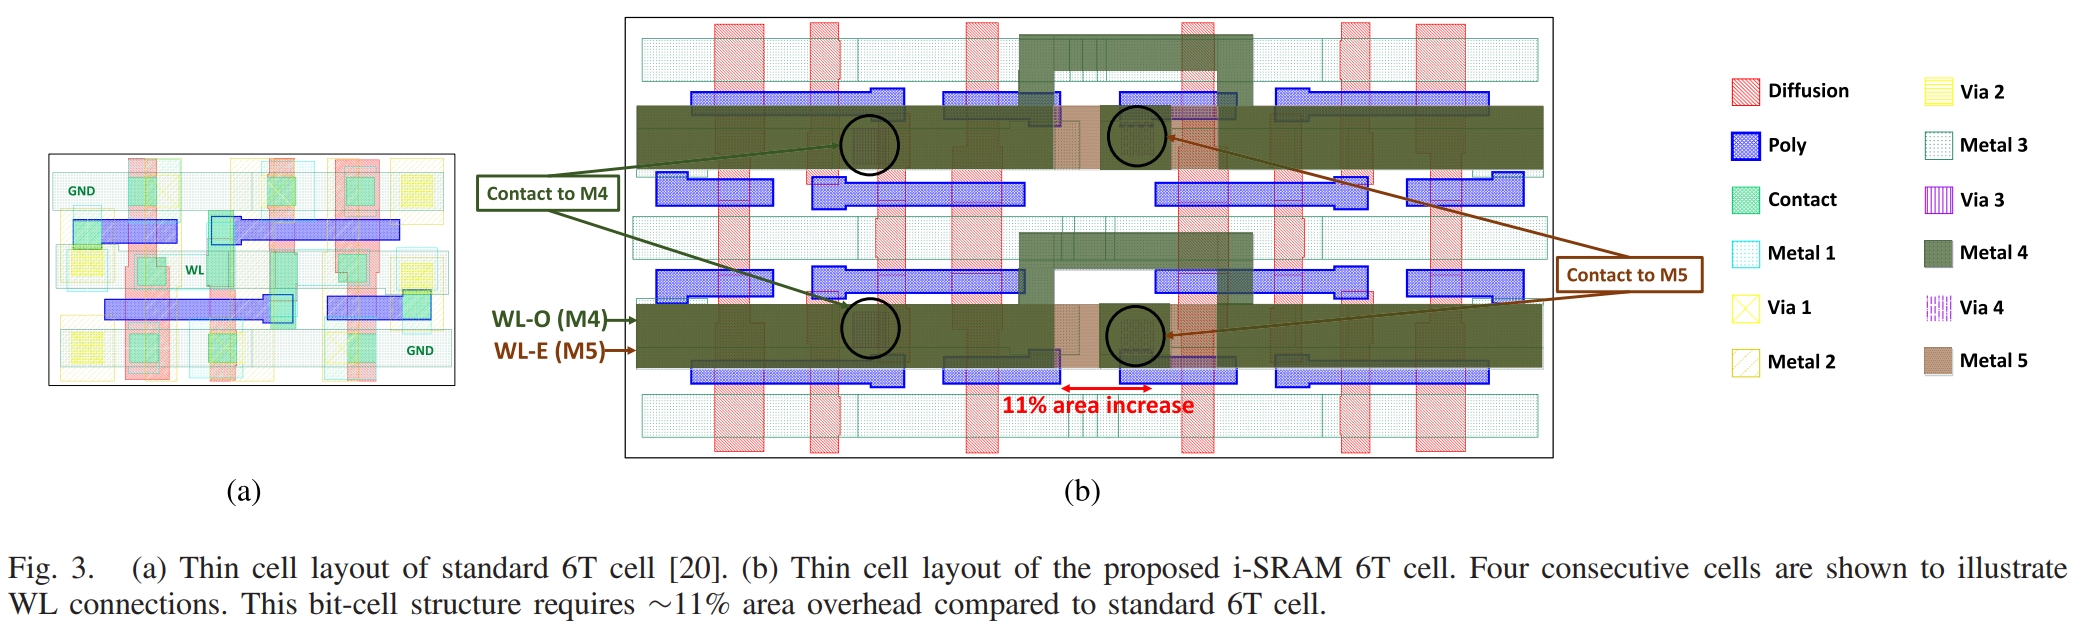 GND
WL
GND
(a)
Contact to M4
WL-O (M4)
WL-E (M5)
Contact to M5
11% area increase
(b)
Diffusion
Poly
Contact
Metal 1
Via 1
Metal 2
Via 2
Metal 3
Via 3
Metal 4
Via 4
Metal 5
Fig. 3. (a) Thin cell layout of standard 6T cell [20]. (b) Thin cell layout of the proposed i-SRAM 6T cell. Four consecutive cells are shown to illustrate
WL connections. This bit-cell structure requires ∼11% area overhead compared to standard 6T cell.